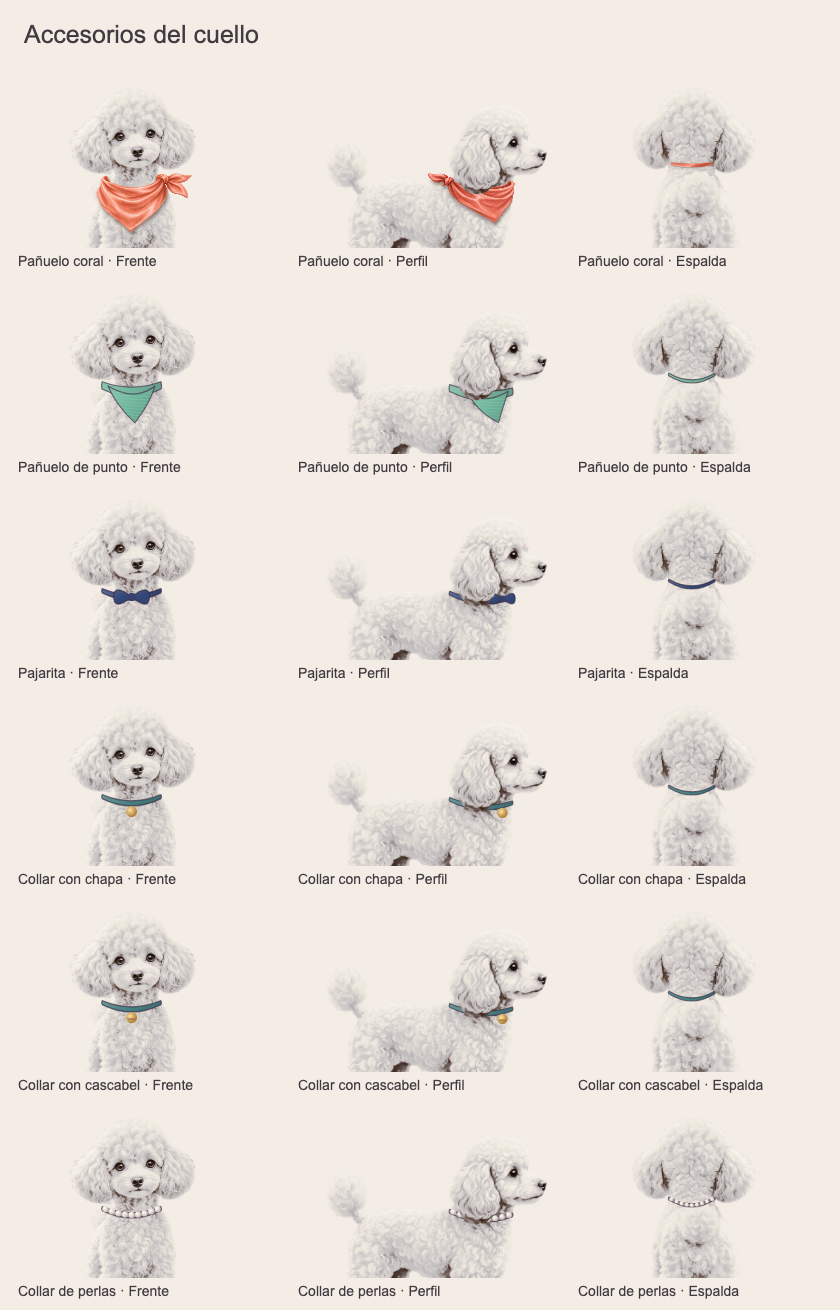 Accesorios del cuello
Pañuelo coral · Frente
Pañuelo coral · Perfil
Pañuelo coral · Espalda
Pañuelo de punto · Frente
Pañuelo de punto · Perfil
Pañuelo de punto · Espalda
Pajarita · Frente
Pajarita · Perfil
Pajarita · Espalda
Collar con chapa · Frente
Collar con chapa · Perfil
Collar con chapa · Espalda
Collar con cascabel · Frente
Collar con cascabel · Perfil
Collar con cascabel · Espalda
Collar de perlas · Frente
Collar de perlas · Perfil
Collar de perlas · Espalda